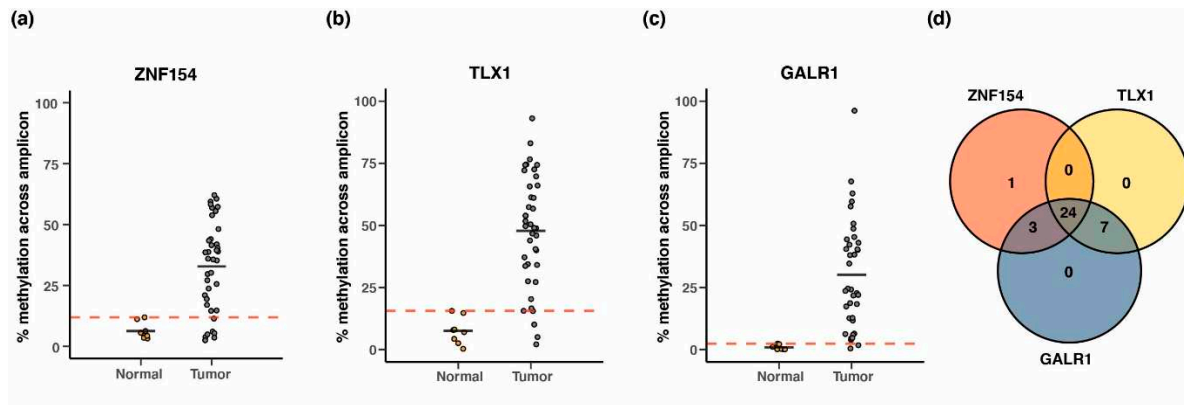 (a)
ZNF154
% methylation across amplicon
100
75
50
25
0
Normal
Tumor
(b)
TLX1
% methylation across amplicon
100
75
50
25
0
Normal
Tumor
(c)
GALR1
% methylation across amplicon
100
75
50
25
0
Normal
Tumor
(d)
ZNF154
TLX1
0
1
0
24
3
7
0
GALR1